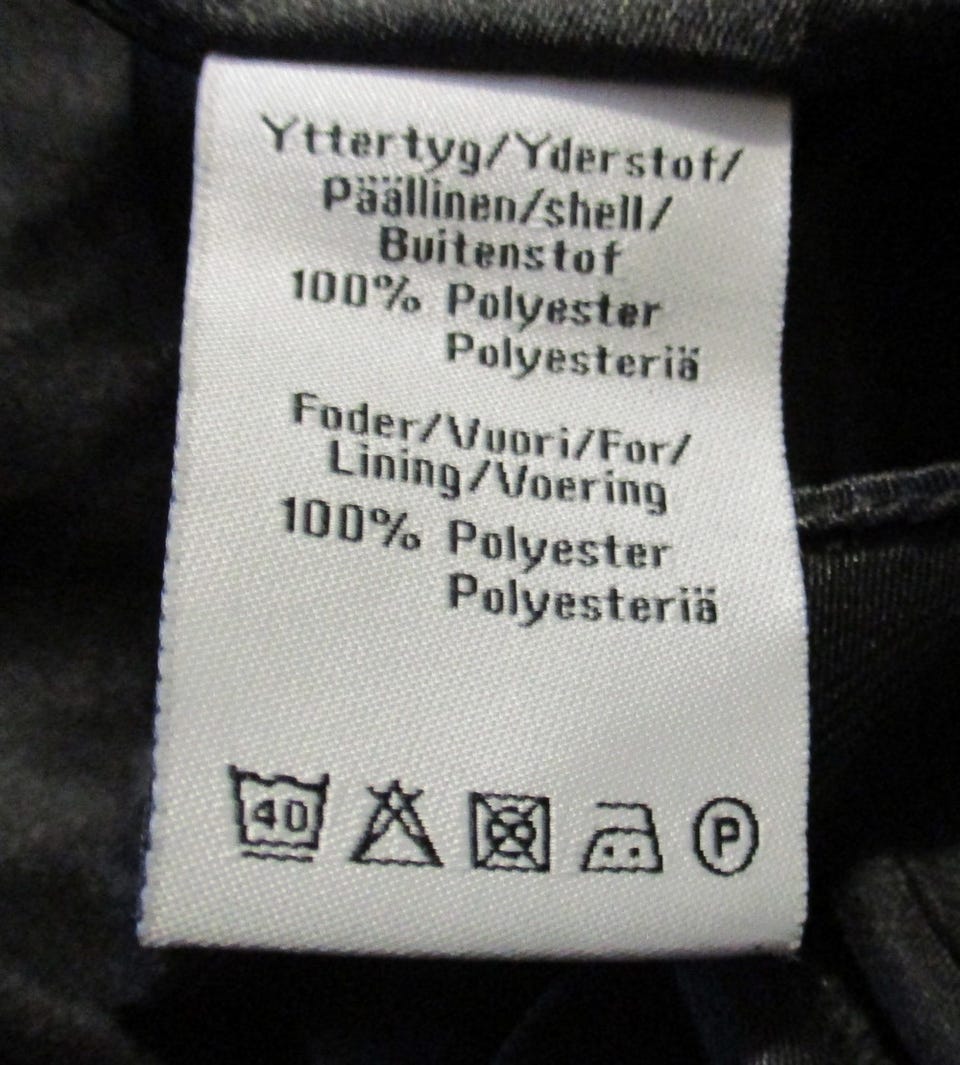 Yttertyg/Yderstof/
Päällinen/shell/
Buitenstof
100% Polyester
Polyesteriä
Foder/Vuori/For/
Lining/Voering
100% Polyester
Polyesteriä
40 P